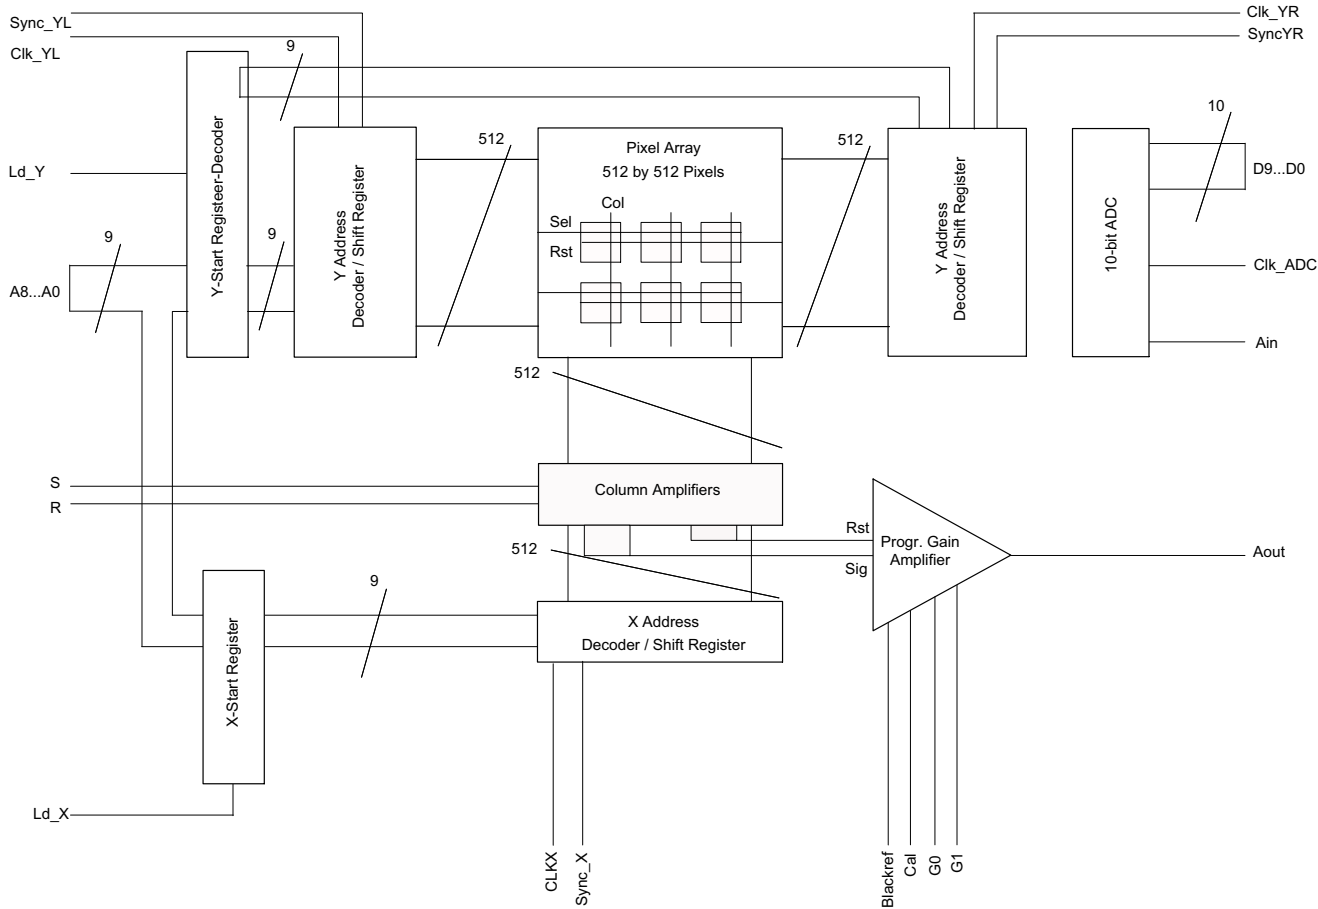 Sync_YL
Clk_YL
Clk_YR
SyncYR
9
Y-Start Registeer-Decoder
Ld_Y
9
A8...A0
9
Y Address
Decoder / Shift Register
512
Pixel Array
512 by 512 Pixels
Col
Sel
Rst
512
Y Address
Decoder / Shift Register
10-bit ADC
10
D9...D0
Clk_ADC
Ain
512
S
R
Column Amplifiers
512
Rst
Sig
Progr. Gain
Amplifier
Aout
X-Start Register
9
X Address
Decoder / Shift Register
Ld_X
CLKX
Sync_X
Blackref
Cal
G0
G1